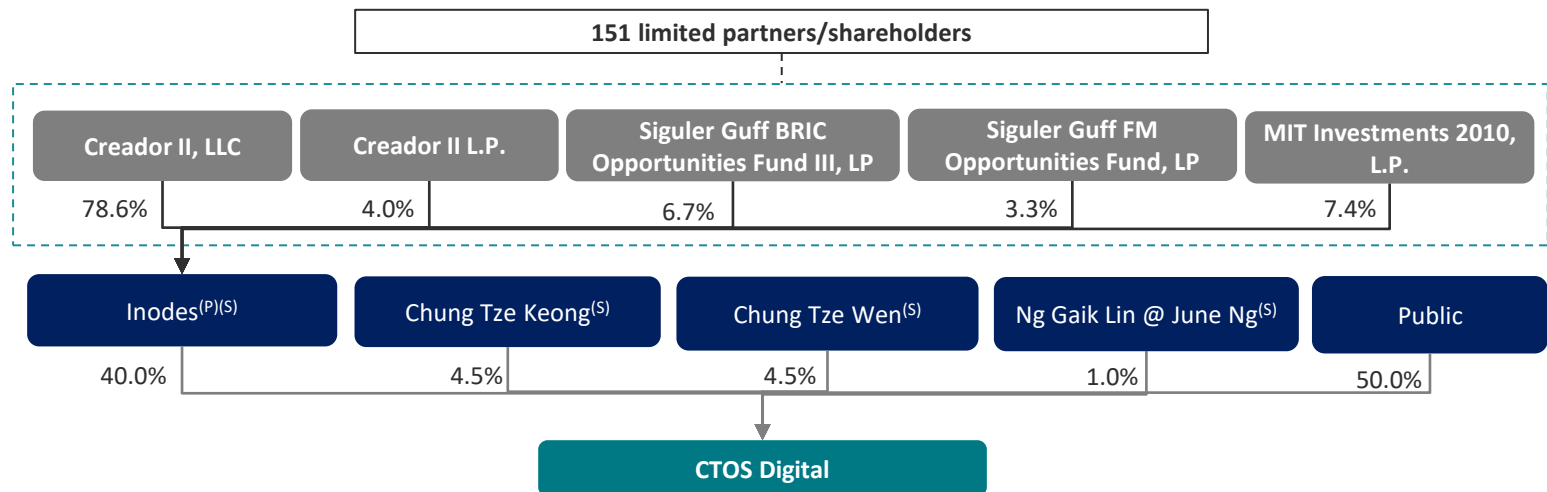 151 limited partners/shareholders
Creador II, LLC
Creador II L.P.
Siguler Guff BRIC
Opportunities Fund III, LP
Siguler Guff FM
Opportunities Fund, LP
MIT Investments 2010,
L.P.
78.6%
4.0%
6.7%
3.3%
7.4%
Inodes(P)(S)
Chung Tze Keong(S)
Chung Tze Wen(S)
Ng Gaik Lin @ June Ng(S)
Public
40.0%
4.5%
4.5%
1.0%
50.0%
CTOS Digital